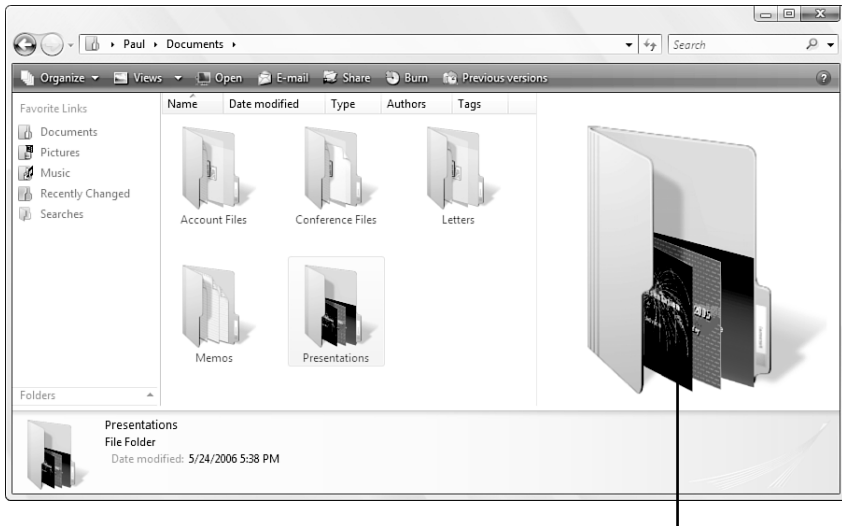 Paul Documents
Search
Organize Views Open E-mail Share Burn Previous versions ?
Favorite Links
Documents
Pictures
Music
Recently Changed
Searches
Folders
Name Date modified Type Authors Tags
Account Files Conference Files Letters
Memos Presentations
Presentations
File Folder
Date modified: 5/24/2006 5:38 PM